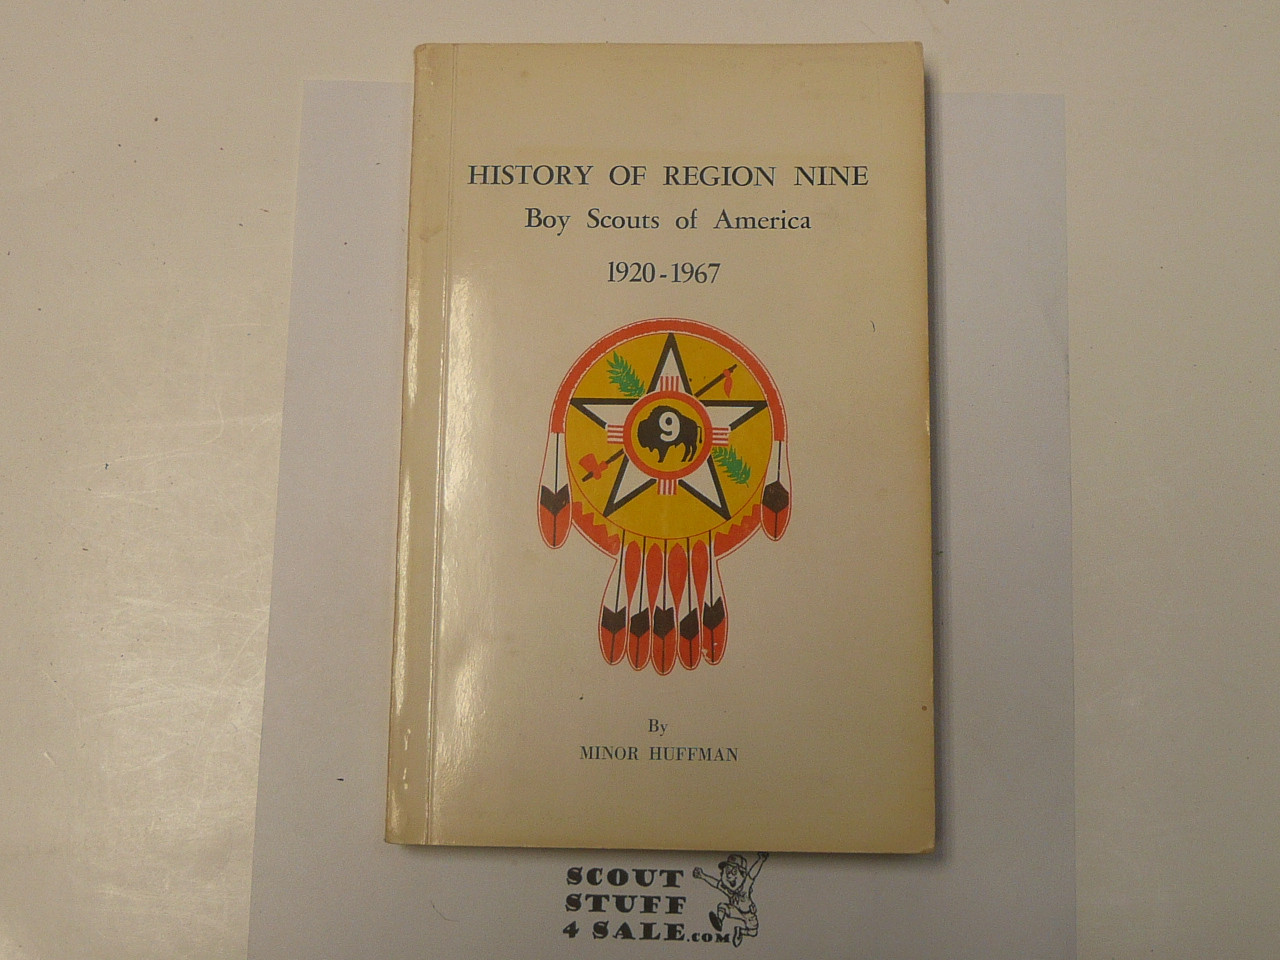 HISTORY OF REGION NINE
Boy Scouts of America
1920-1967
9
By
MINOR HUFFMAN
SCOUT
STUFF
4 SALE.COM